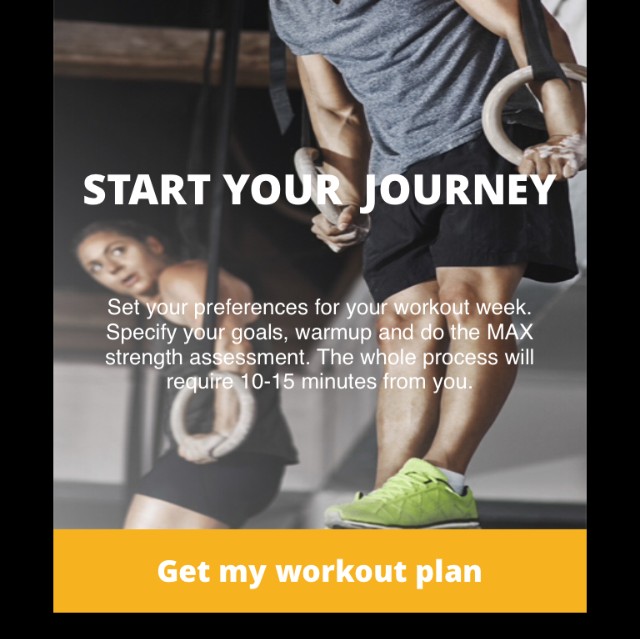 START YOUR JOURNEY
Set your preferences for your workout week.
Specify your goals, warmup and do the MAX
strength assessment. The whole process will
require 10-15 minutes from you.
Get my workout plan